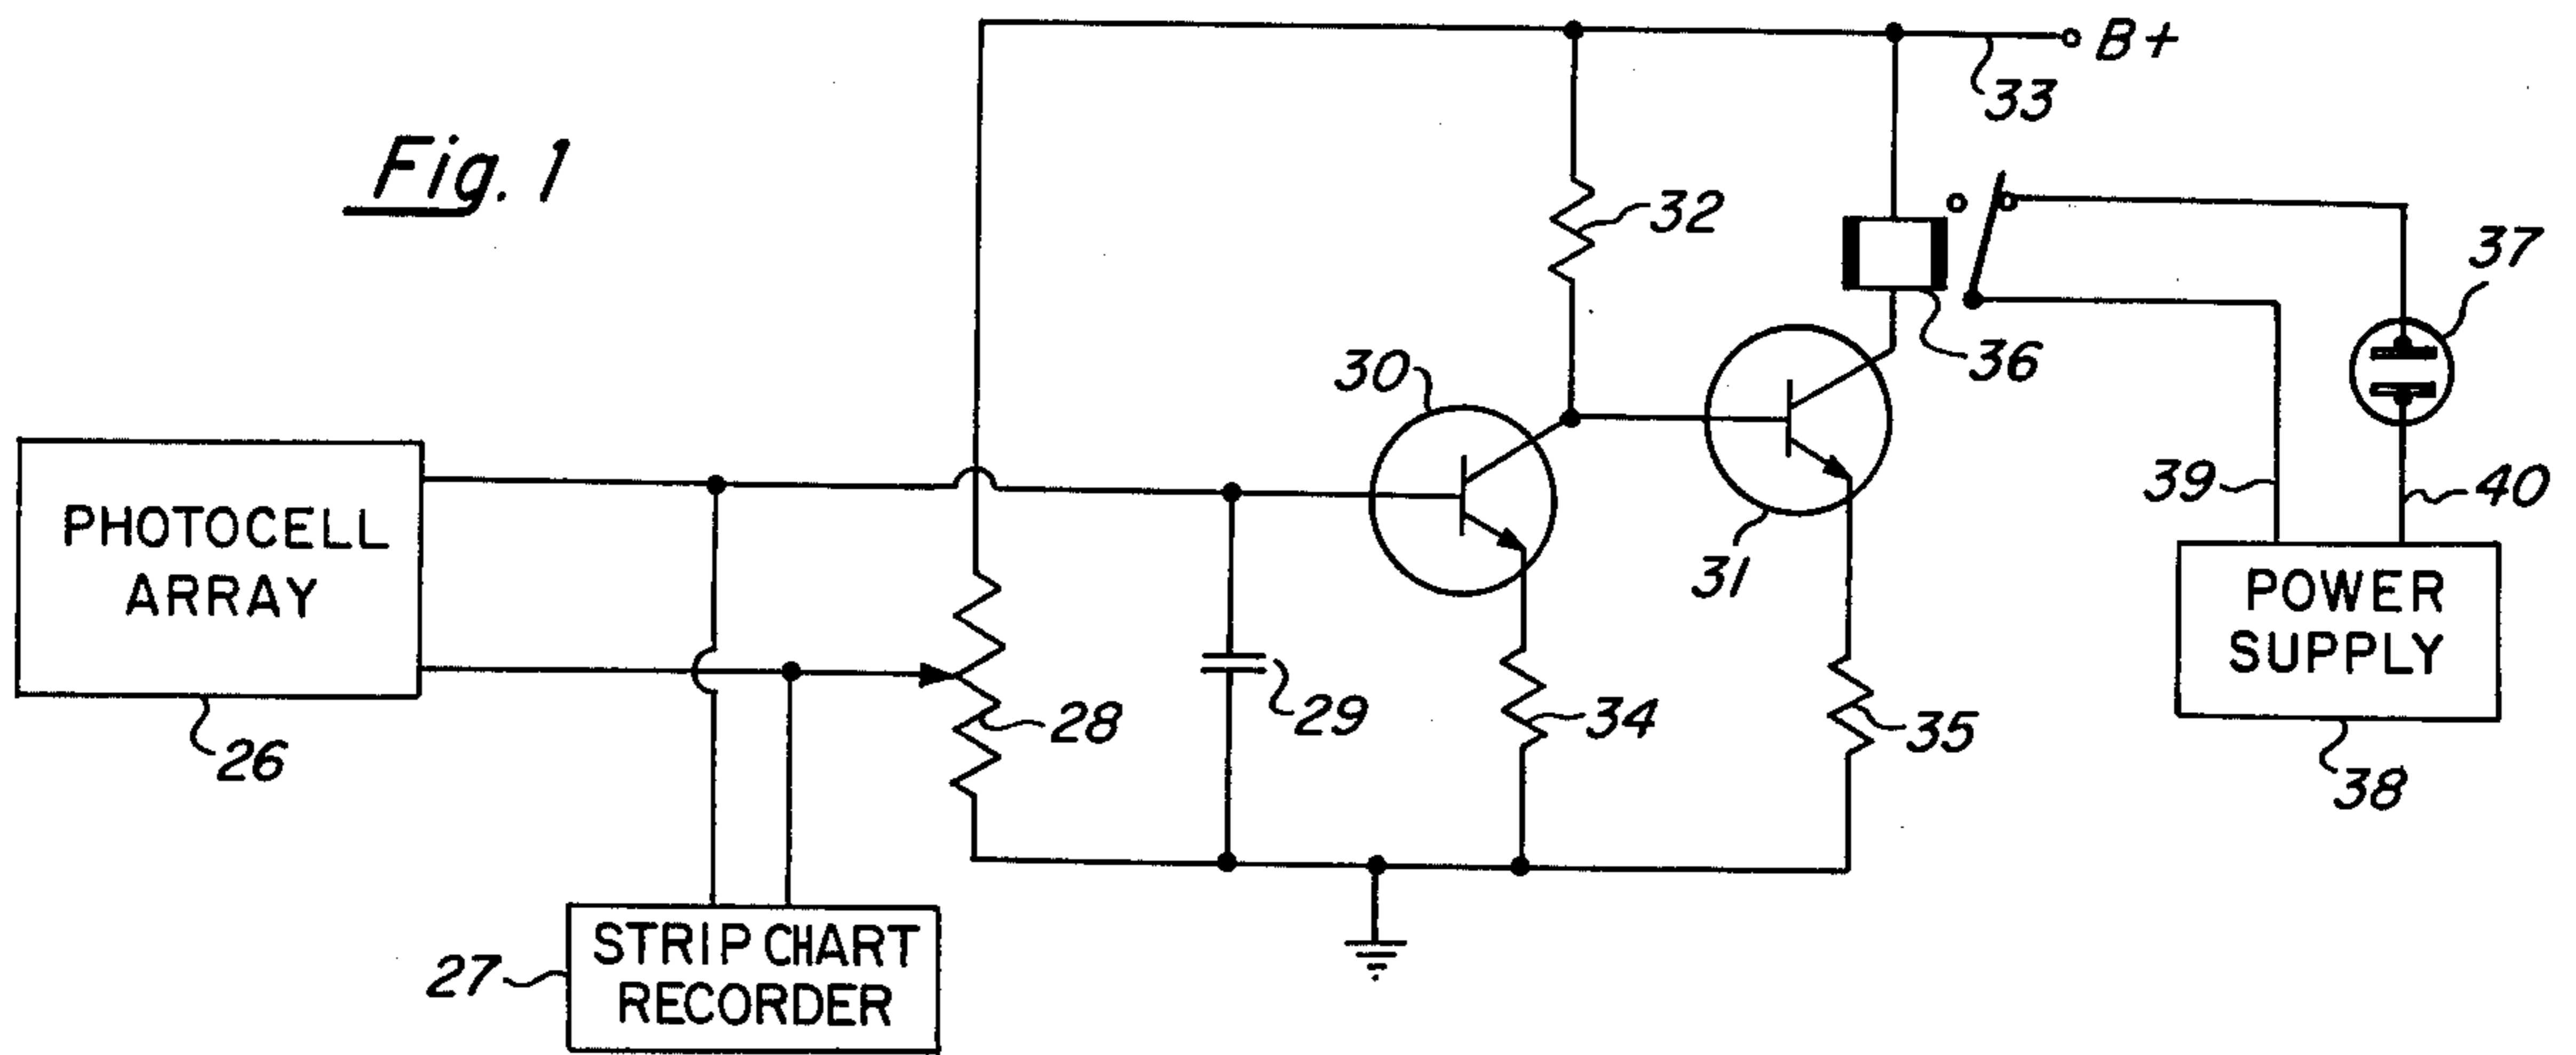 B+
33
Fig. 1
32
37
30
36
PHOTOCELL
ARRAY
39
40
31
POWER
SUPPLY
28
29
34
35
26
38
STRIP CHART
RECORDER
27